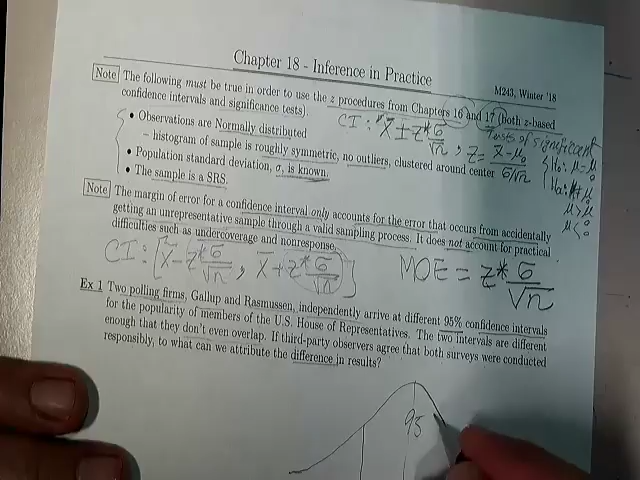 Chapter 18 - Inference in Practice
M243, Winter '18
Note The following must be true in order to use the z procedures from Chapters 16 and 17 (both z-based
confidence intervals and significance tests).
Tests of significant
• Observations are Normally distributed
CI: x̄ ± z* σ/√n , z = x̄ - μ₀ / σ/√n
– histogram of sample is roughly symmetric, no outliers, clustered around center
• Population standard deviation, σ, is known.
• The sample is a SRS.
H₀: μ = μ₀
Hₐ: μ ≠ μ₀
μ > μ₀
μ < μ₀
Note The margin of error for a confidence interval only accounts for the error that occurs from accidentally
getting an unrepresentative sample through a valid sampling process. It does not account for practical
difficulties such as undercoverage and nonresponse.
CI: [x̄ - z* σ/√n , x̄ + z* σ/√n]
MOE = z* σ/√n
Ex 1 Two polling firms, Gallup and Rasmussen, independently arrive at different 95% confidence intervals
for the popularity of members of the U.S. House of Representatives. The two intervals are different
enough that they don't even overlap. If third-party observers agree that both surveys were conducted
responsibly, to what can we attribute the difference in results?
95